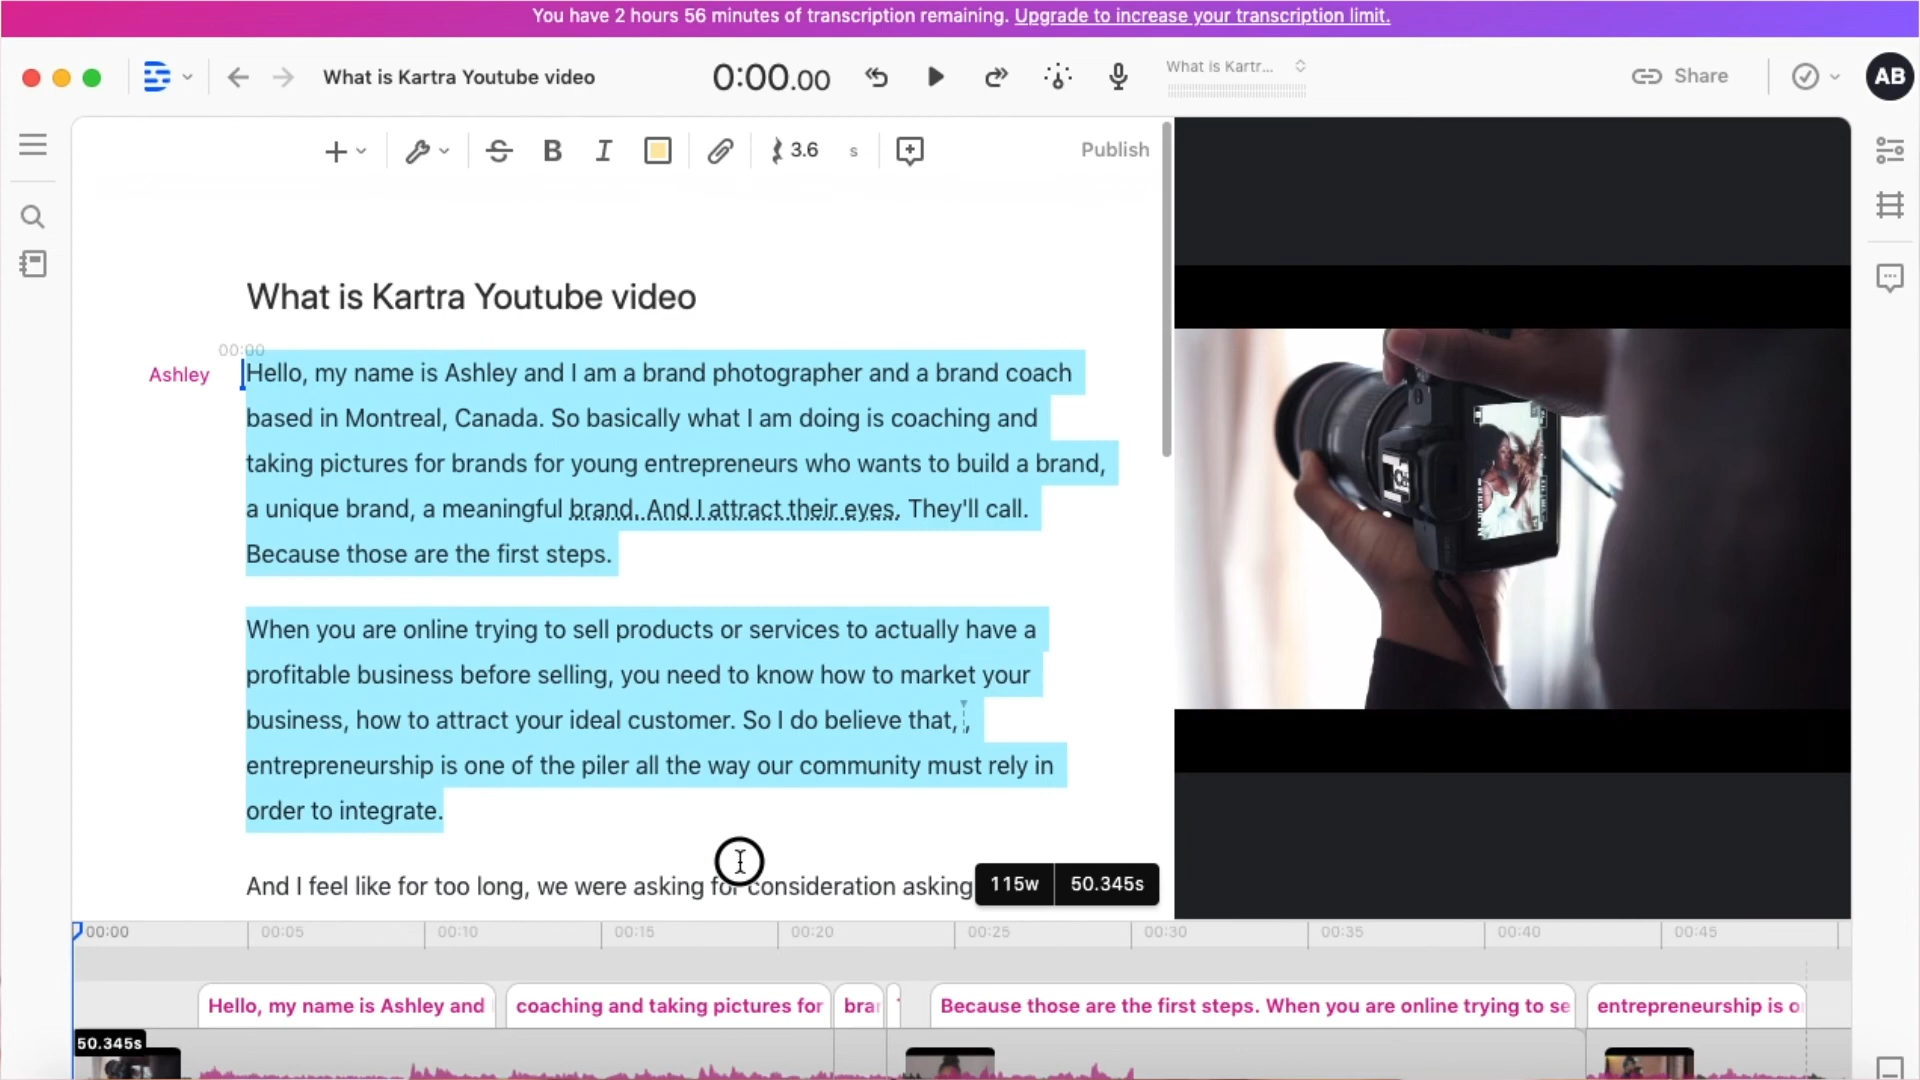 You have 2 hours 56 minutes of transcription remaining. Upgrade to increase your transcription limit.
What is Kartra Youtube video
0:00.00
What is Kartr...
Share
AB
B
I
3.6 s
Publish
What is Kartra Youtube video
00:00
Ashley
Hello, my name is Ashley and I am a brand photographer and a brand coach
based in Montreal, Canada. So basically what I am doing is coaching and
taking pictures for brands for young entrepreneurs who wants to build a brand,
a unique brand, a meaningful brand. And I attract their eyes. They'll call.
Because those are the first steps.
When you are online trying to sell products or services to actually have a
profitable business before selling, you need to know how to market your
business, how to attract your ideal customer. So I do believe that, ,
entrepreneurship is one of the piler all the way our community must rely in
order to integrate.
And I feel like for too long, we were asking for consideration asking
115w 50.345s
00:00 00:05 00:10 00:15 00:20 00:25 00:30 00:35 00:40 00:45
Hello, my name is Ashley and coaching and taking pictures for bra Because those are the first steps. When you are online trying to se entrepreneurship is o
50.345s